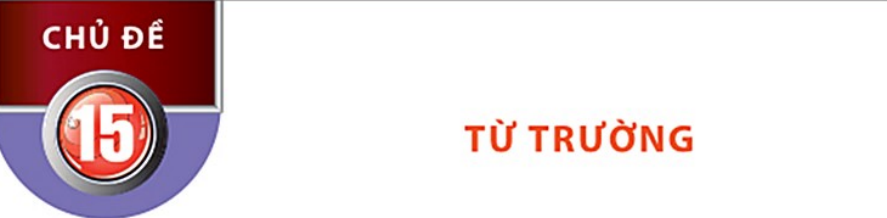 CHỦ ĐỀ
15
TỪ TRƯỜNG